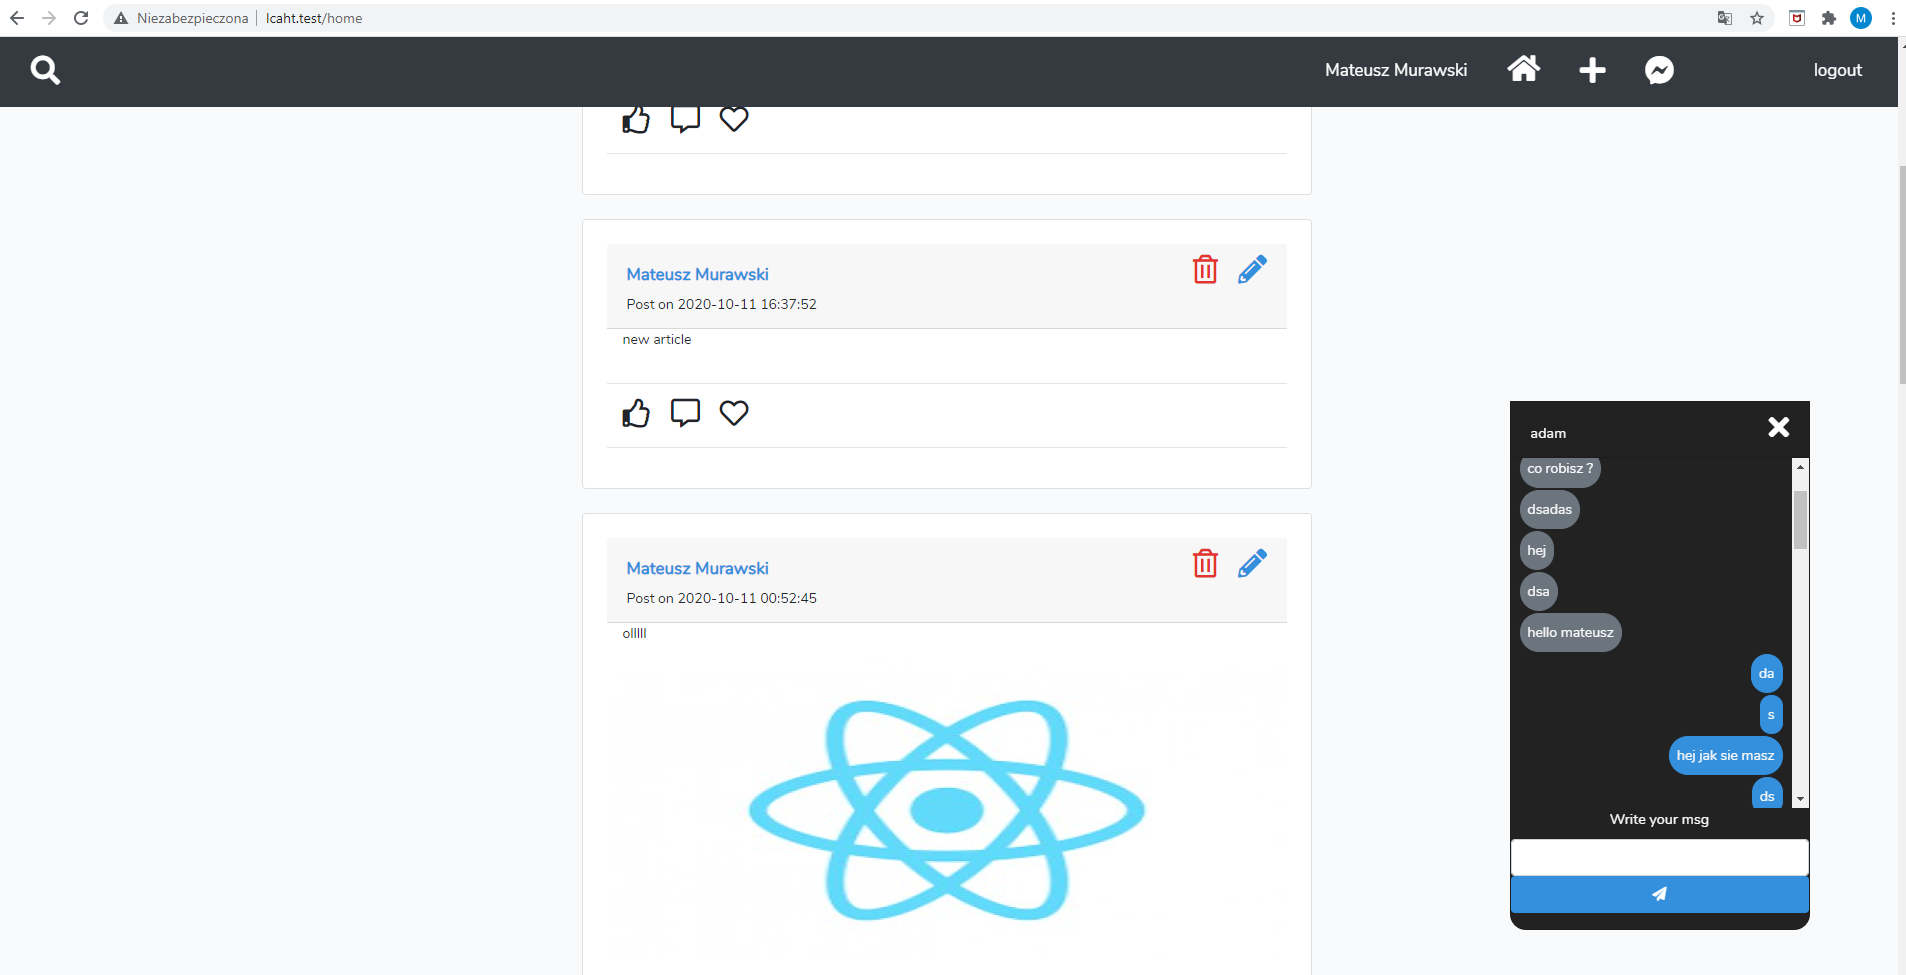 Niezabezpieczona lcaht.test/home
M
Mateusz Murawski
logout
Mateusz Murawski
Post on 2020-10-11 16:37:52
new article
Mateusz Murawski
Post on 2020-10-11 00:52:45
olllll
adam
co robisz ?
dsadas
hej
dsa
hello mateusz
da
s
hej jak sie masz
ds
Write your msg